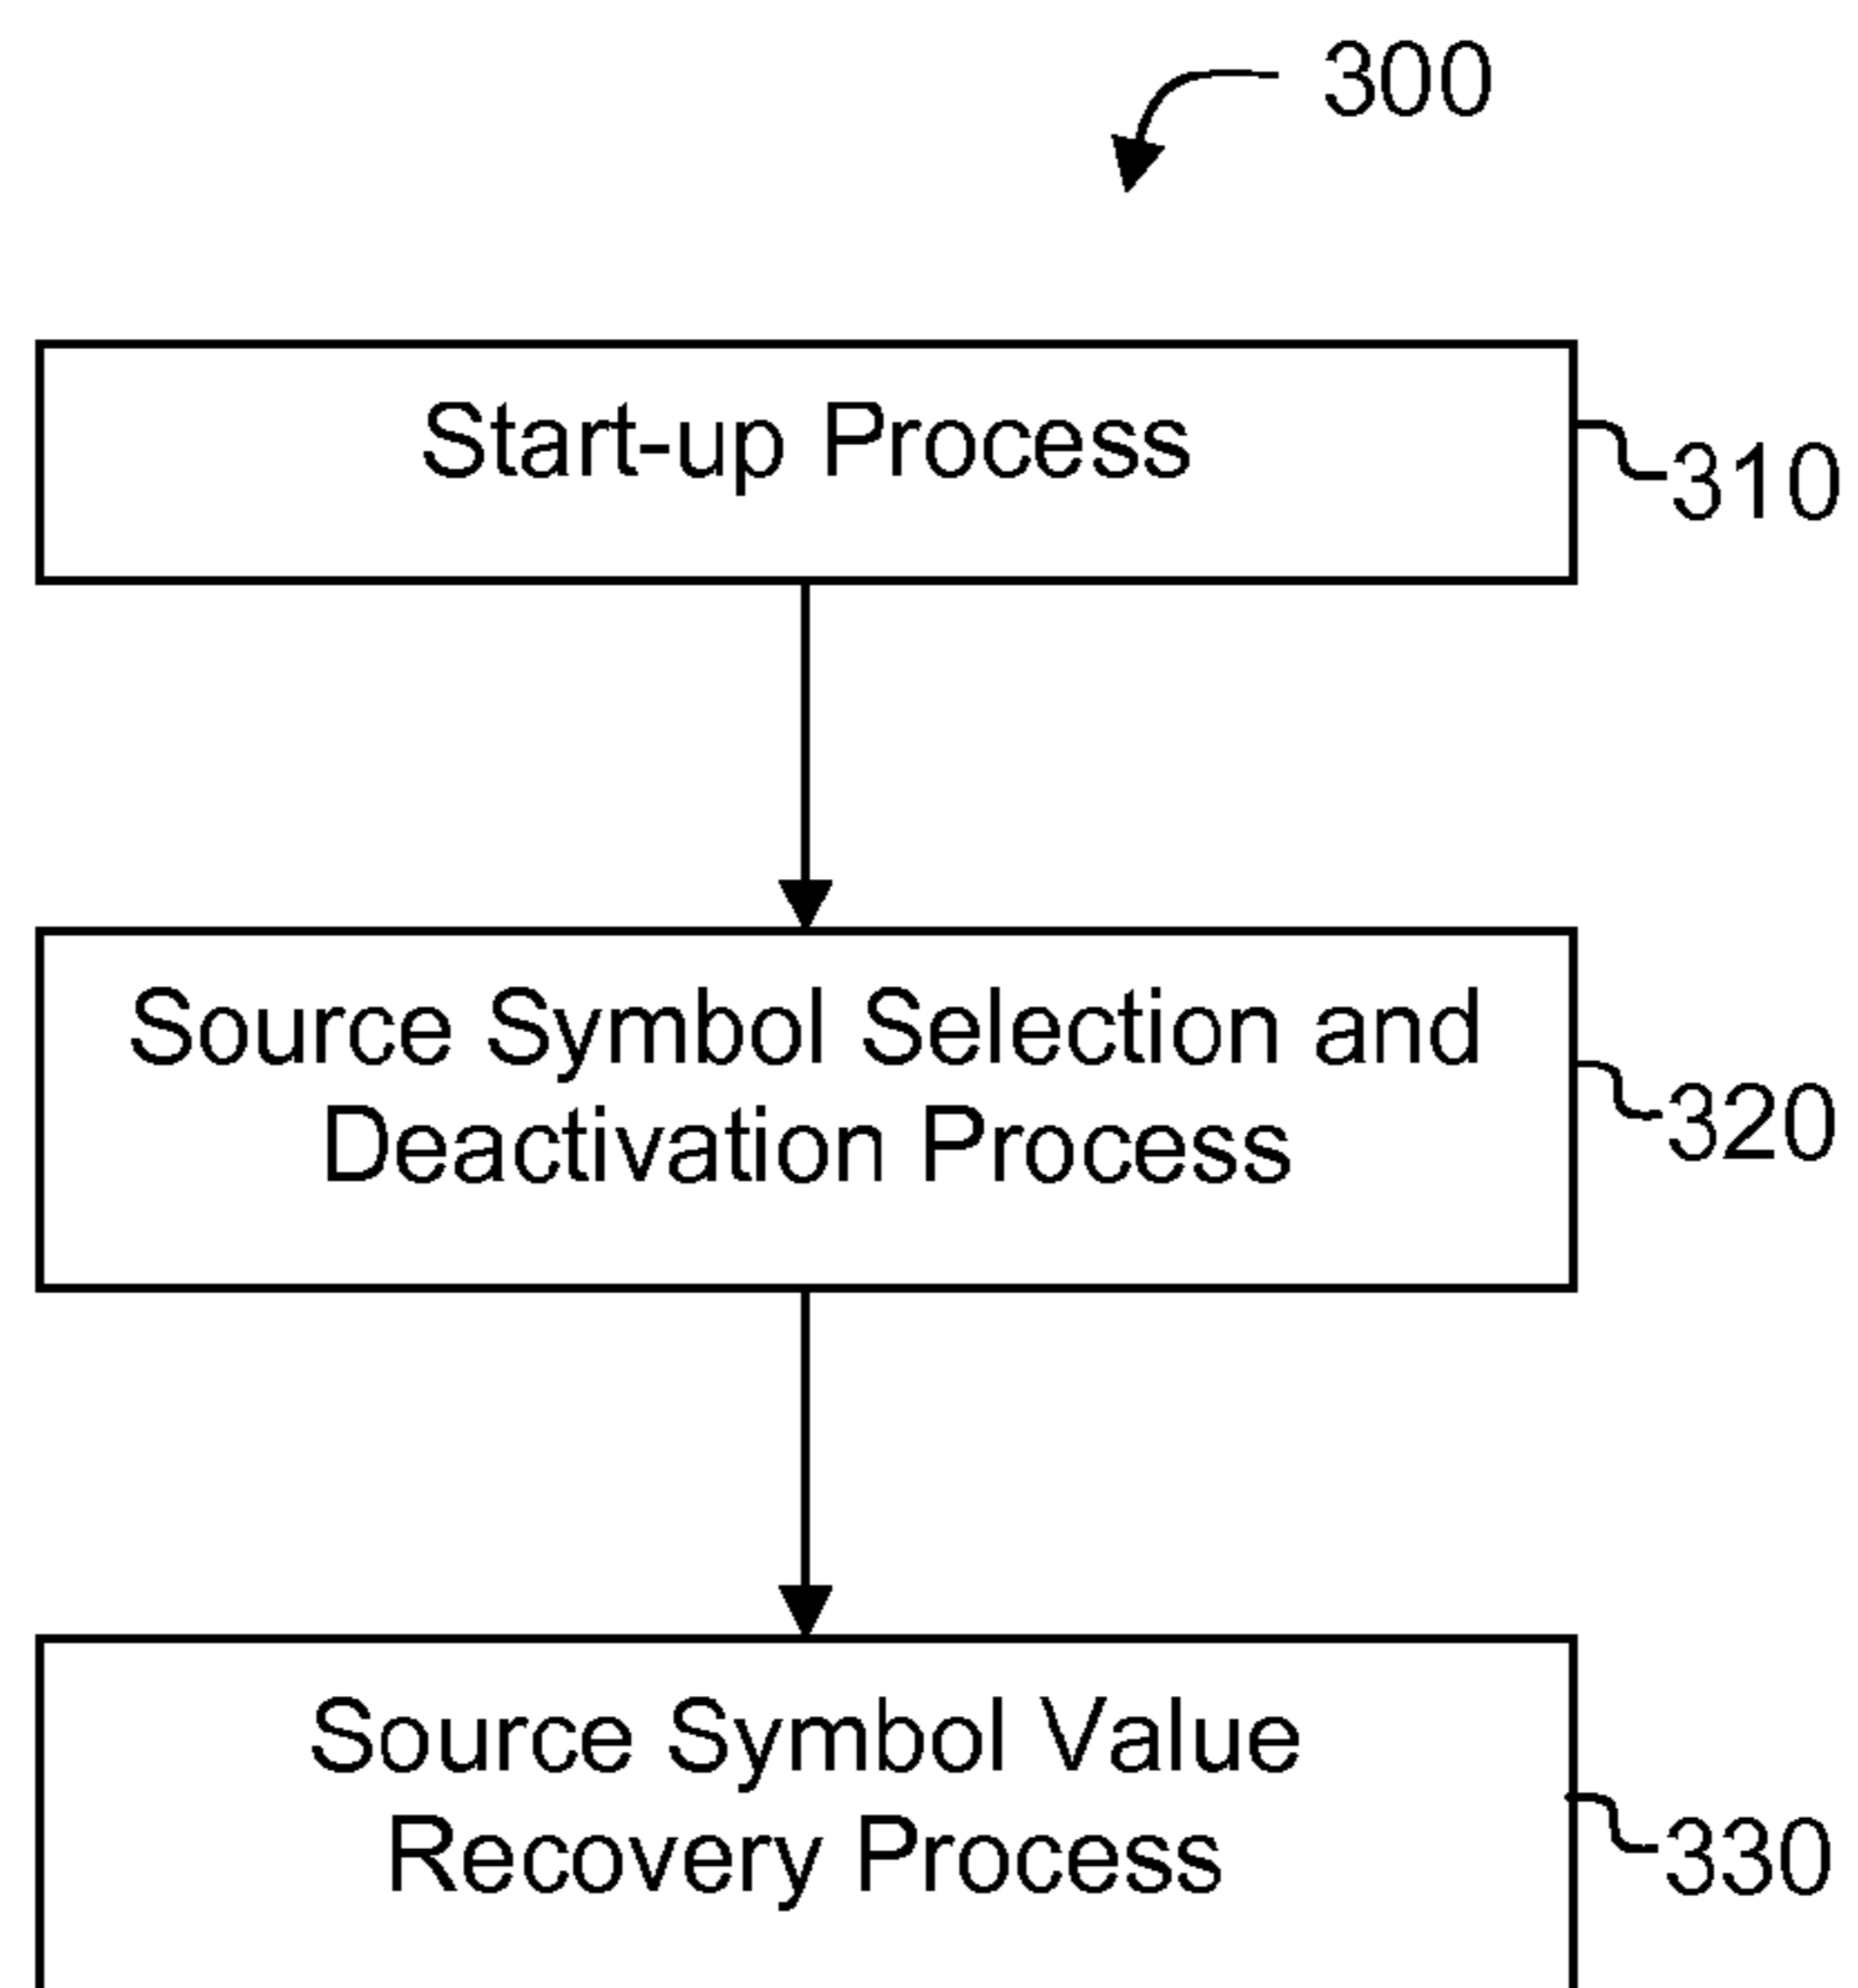 300
Start-up Process
310
Source Symbol Selection and
Deactivation Process
320
Source Symbol Value
Recovery Process
330